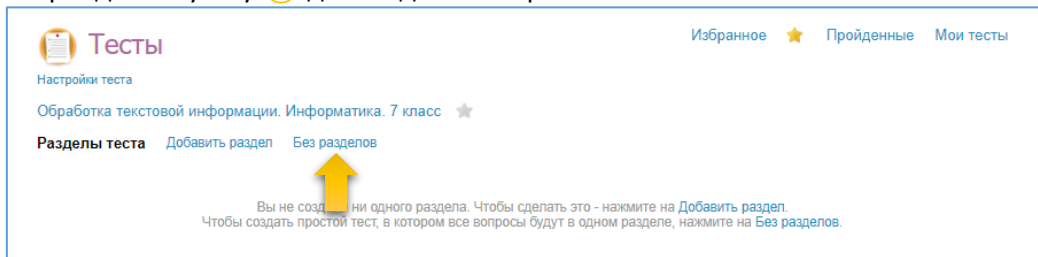 Тесты
Избранное Пройденные Мои тесты
Настройки теста
Обработка текстовой информации. Информатика. 7 класс
Разделы теста Добавить раздел Без разделов
Вы не ни одного раздела. Чтобы сделать это - нажмите на Добавить раздел.
Чтобы создать простой тест, в котором все вопросы будут в одном разделе, нажмите на Без разделов.